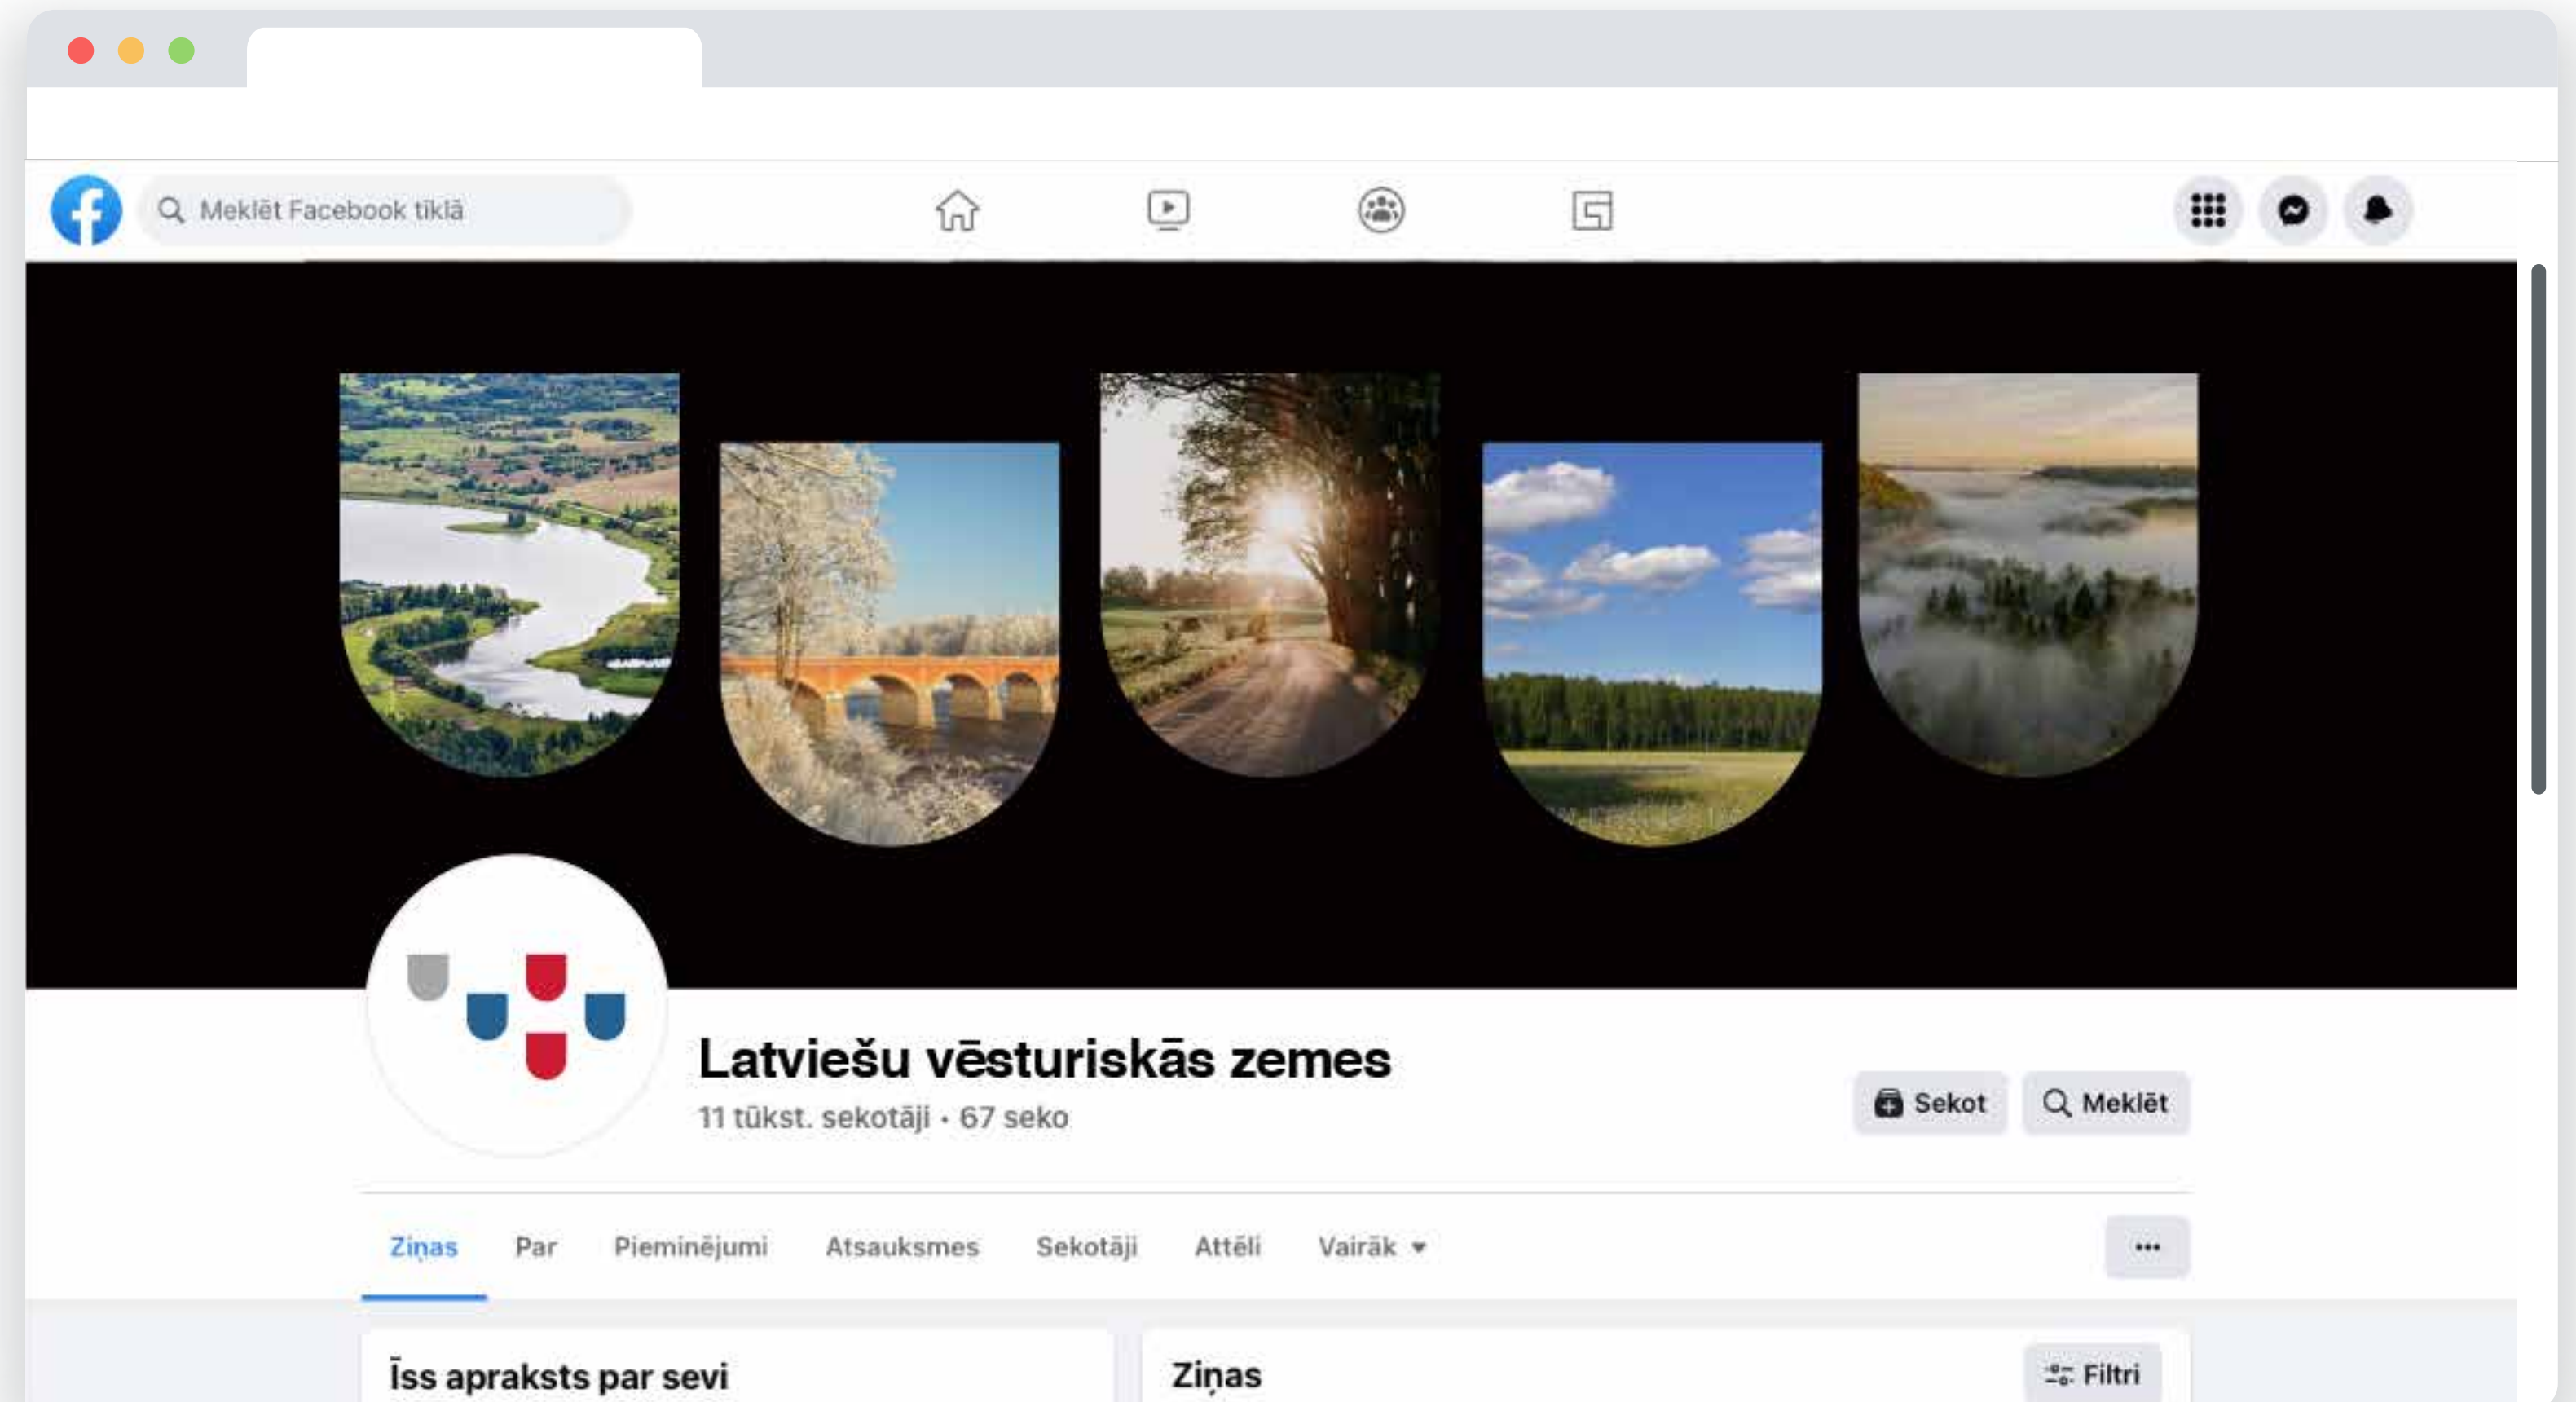 Meklēt Facebook tīklā
Latviešu vēsturiskās zemes
11 tūkst. sekotāji · 67 seko
Sekot
Meklēt
Ziņas
Par
Pieminējumi
Atsauksmes
Sekotāji
Attēli
Vairāk
Īss apraksts par sevi
Ziņas
Filtri